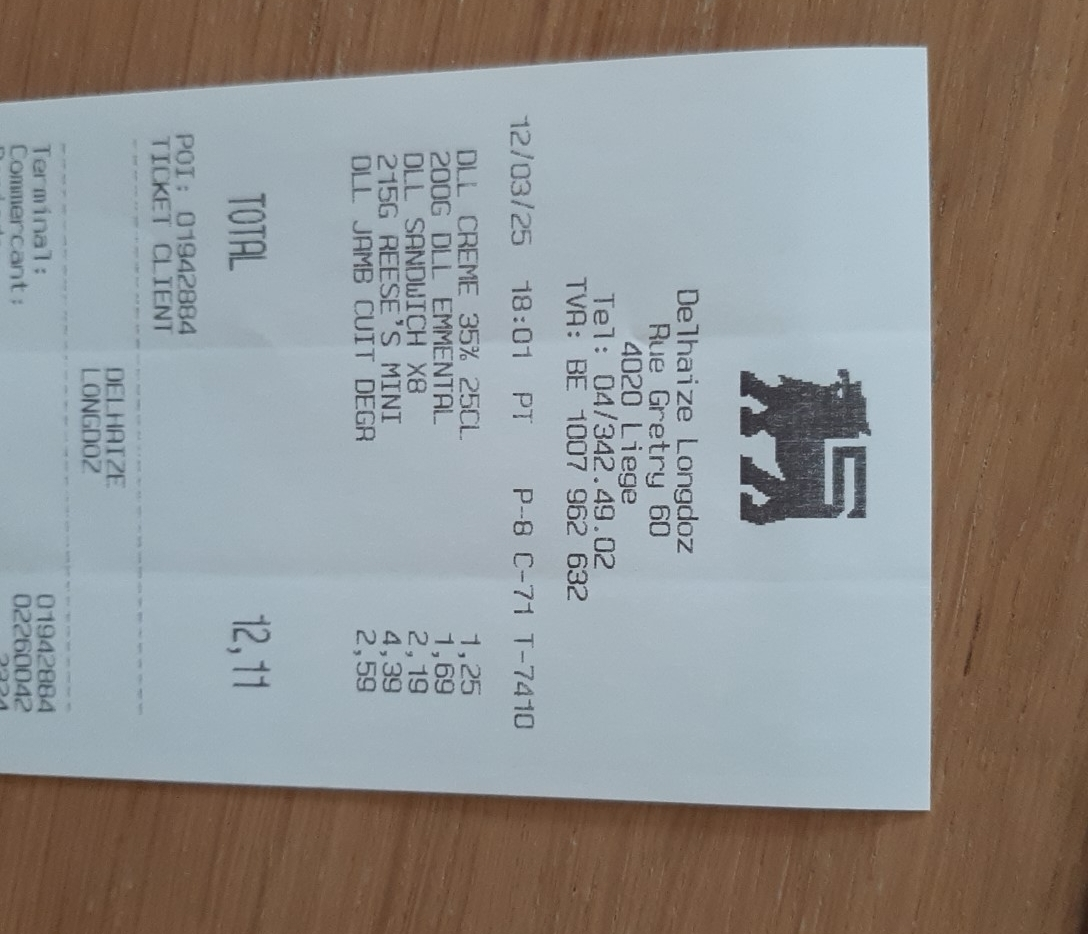 Delhaize Longdoz
Rue Gretry 60
4020 Liege
Tel: 04/342.49.02
TVA: BE 1007 962 632
12/03/25 18:01 PT P-8 C-71 T-7410
DLL CREME 35% 25CL 1,25
200G DLL EMMENTAL 1,69
DLL SANDWICH X8 2,19
215G REESE'S MINI 4,39
DLL JAMB CUIT DEGR 2,59
TOTAL 12,11
POI: 01942884
TICKET CLIENT
DELHAIZE
LONGDOZ
Terminal: 01942884
Commercant: 02260042